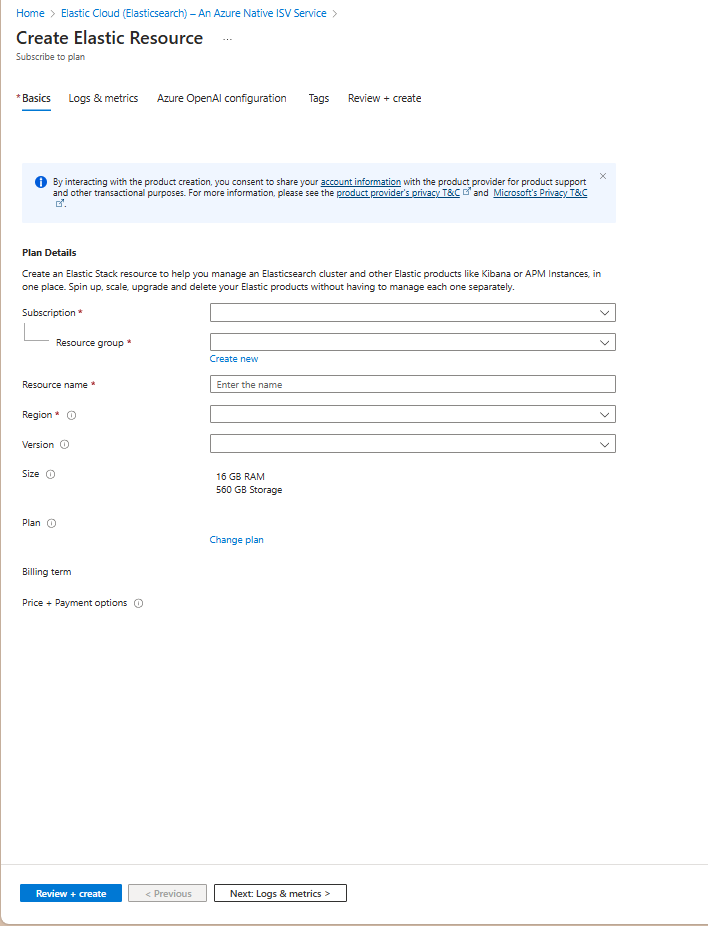 Home > Elastic Cloud (Elasticsearch) – An Azure Native ISV Service >
Create Elastic Resource ...
Subscribe to plan
*Basics Logs & metrics Azure OpenAI configuration Tags Review + create
By interacting with the product creation, you consent to share your account information with the product provider for product support
and other transactional purposes. For more information, please see the product provider's privacy T&C and Microsoft's Privacy T&C
.
Plan Details
Create an Elastic Stack resource to help you manage an Elasticsearch cluster and other Elastic products like Kibana or APM Instances, in
one place. Spin up, scale, upgrade and delete your Elastic products without having to manage each one separately.
Subscription *
Resource group *
Create new
Resource name * Enter the name
Region *
Version
Size 16 GB RAM
560 GB Storage
Plan
Change plan
Billing term
Price + Payment options
Review + create < Previous Next: Logs & metrics >